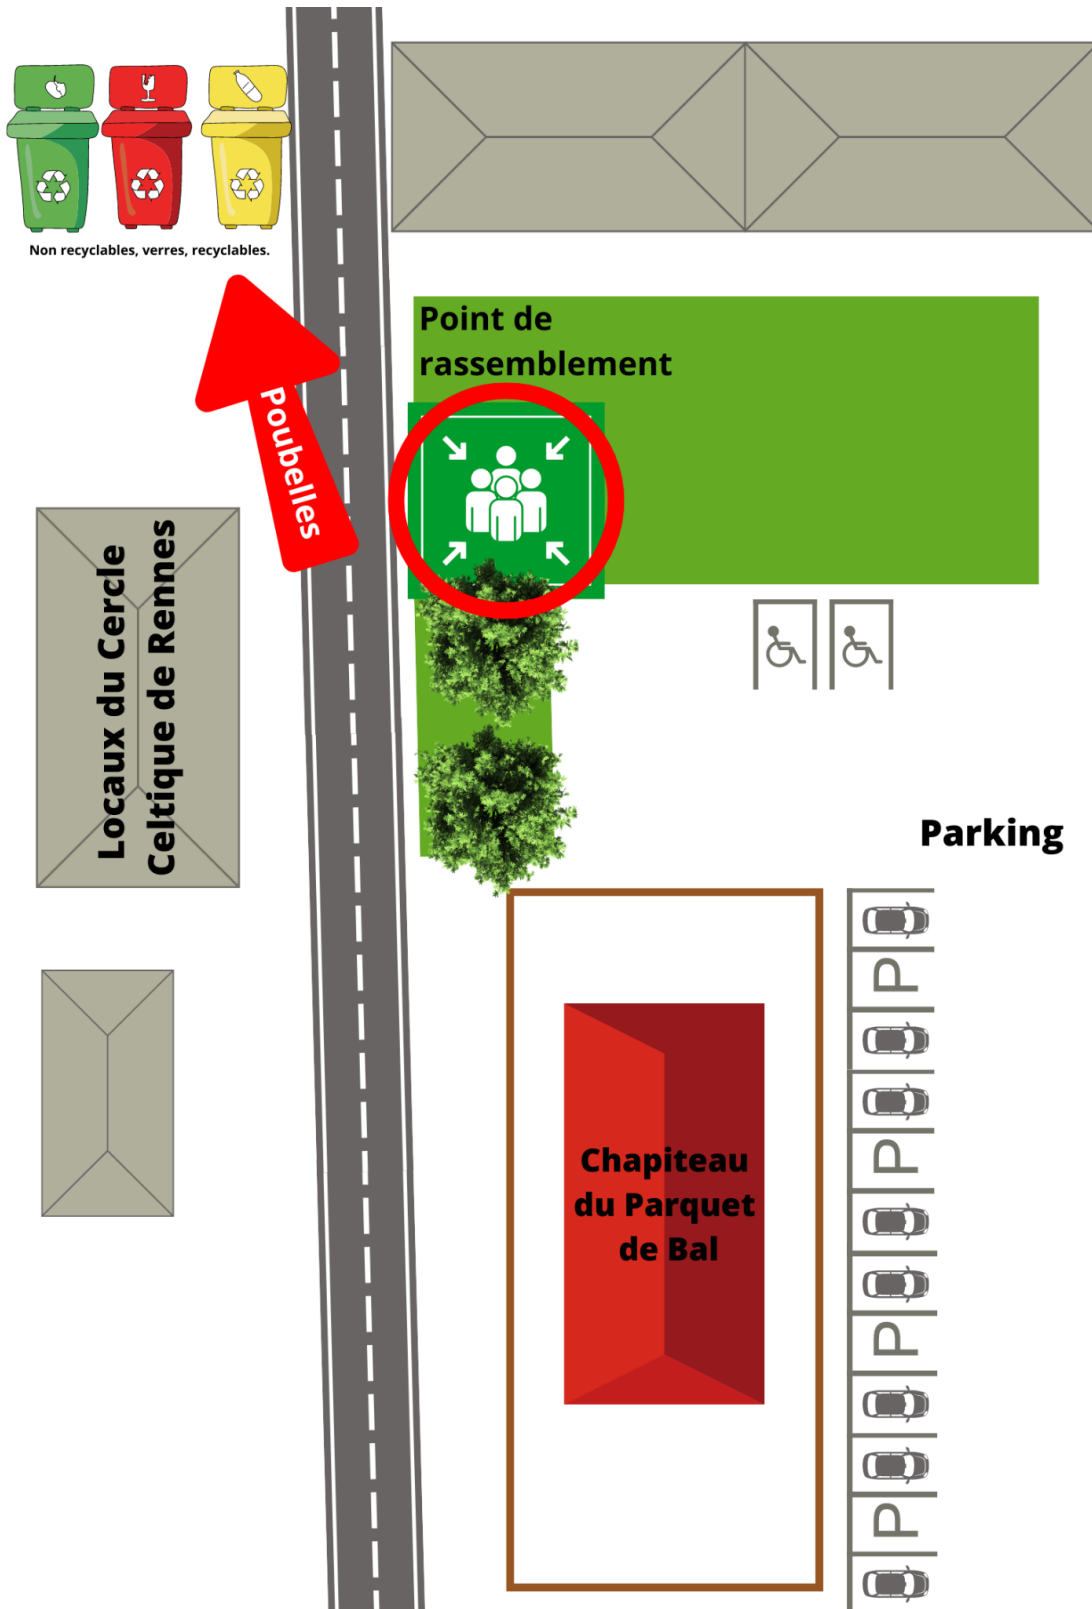 Non recyclables, verres, recyclables.
Point de
rassemblement
Poubelles
Locaux du Cercle
Celtique de Rennes
Parking
P
P
Chapiteau
du Parquet
de Bal
P
P